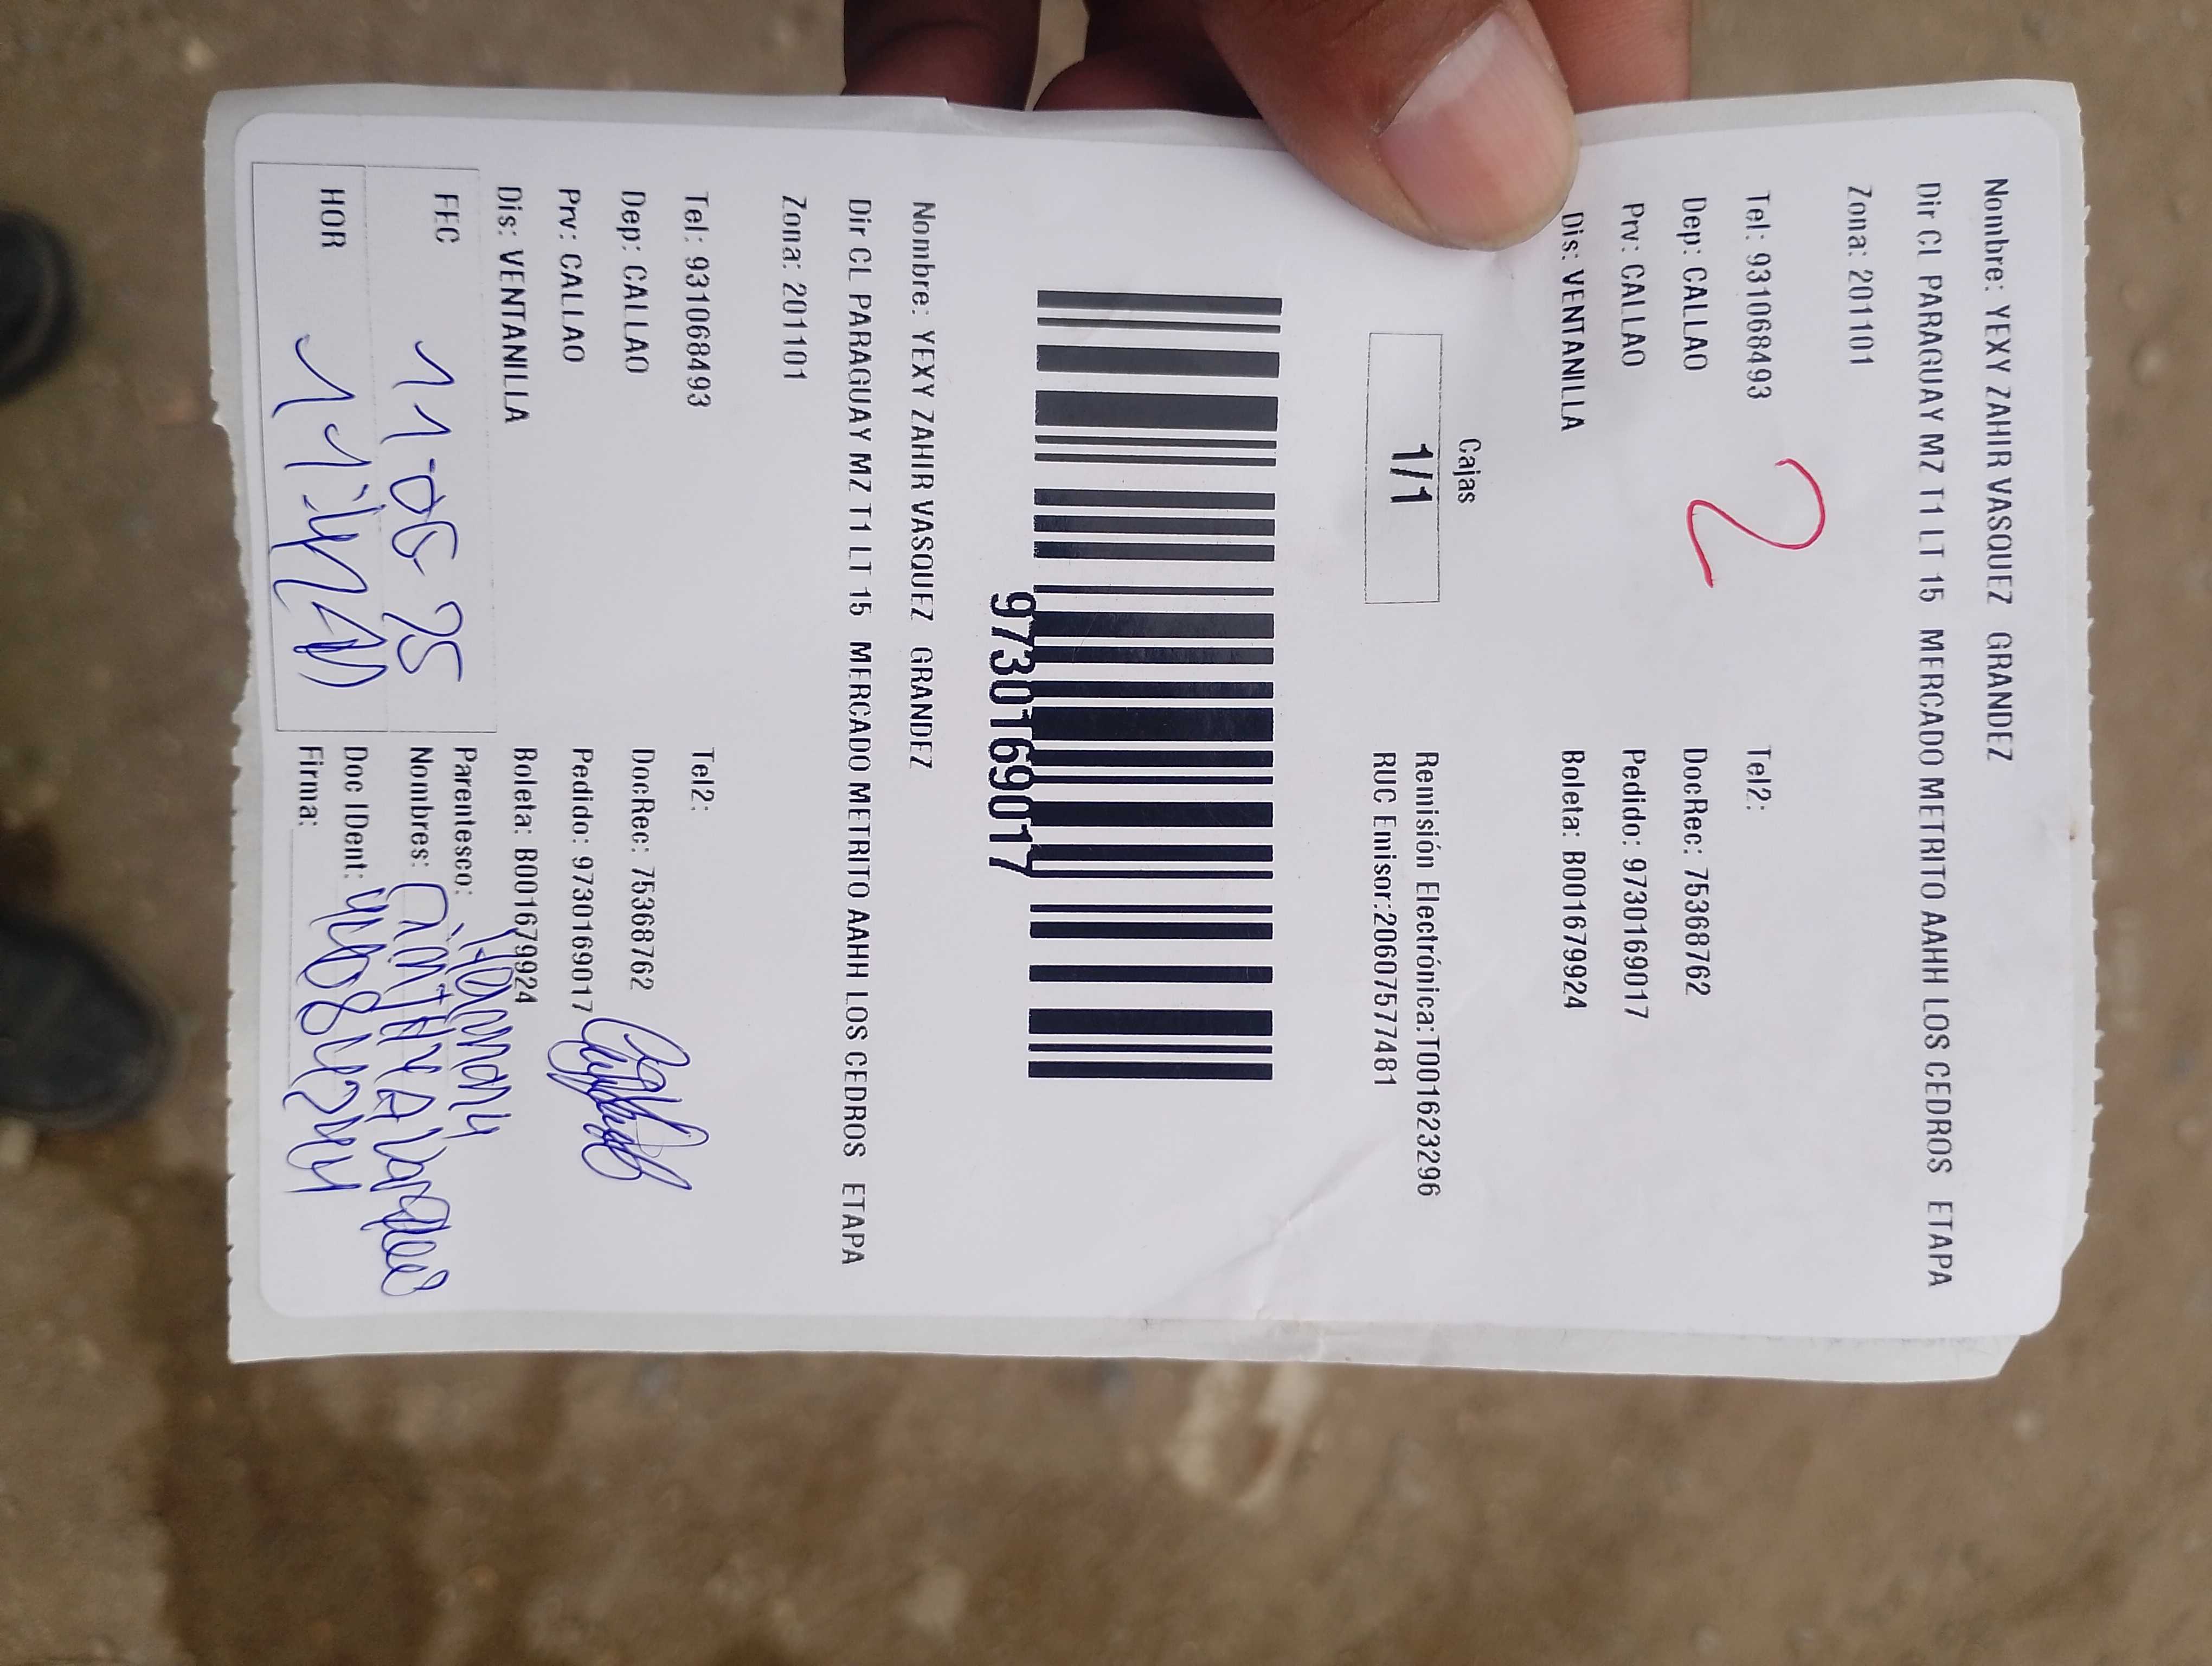 Nombre: YEXY ZAHIR VASQUEZ GRANDEZ
Dir CL PARAGUAY MZ T1 LT 15 MERCADO METRITO AAHH LOS CEDROS ETAPA
Zona: 201101
Tel: 931068493 Tel2:
Dep: CALLAO DocRec: 75368762
Prv: CALLAO Pedido: 9730169017
Dis: VENTANILLA Boleta: B001679924
2
Cajas
1/1
Remisión Electrónica:T001623296
RUC Emisor:20607577481
9730169017
Nombre: YEXY ZAHIR VASQUEZ GRANDEZ
Dir CL PARAGUAY MZ T1 LT 15 MERCADO METRITO AAHH LOS CEDROS ETAPA
Zona: 201101
Tel: 931068493 Tel2:
Dep: CALLAO DocRec: 75368762
Prv: CALLAO Pedido: 9730169017
Dis: VENTANILLA Boleta: B001679924
FEC 11-06-25
HOR
Parentesco:
Nombres:
Doc IDent:
Firma: